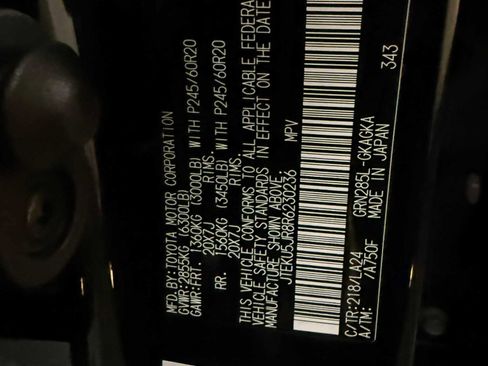 MFD.BY:TOYOTA MOTOR CORPORATION
GVWR:2855KG (6300LB)
GAWR:FRT. 1360KG (3000LB) WITH P245/60R20
20X7J RIMS.
RR. 1560KG (3450LB) WITH P245/60R20
20X7J RIMS.
THIS VEHICLE CONFORMS TO ALL APPLICABLE FEDERAL
VEHICLE SAFETY STANDARDS IN EFFECT ON THE DATE
MANUFACTURE SHOWN ABOVE.
JTEKU5JR8R6230236 MPV
C/TR:218/LA24 GRN285L-GKAGKA
A/TM: /A750F MADE IN JAPAN
343